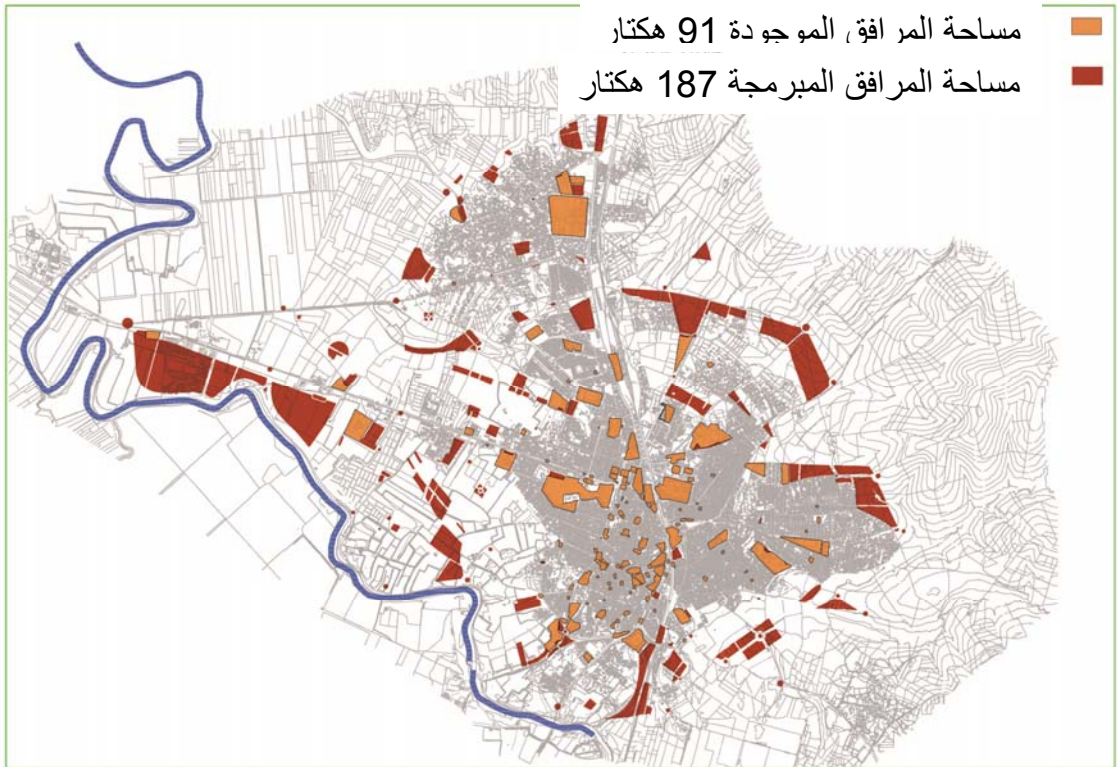 مساحة المرافق الموجودة 91 هكتار
مساحة المرافق المبرمجة 187 هكتار